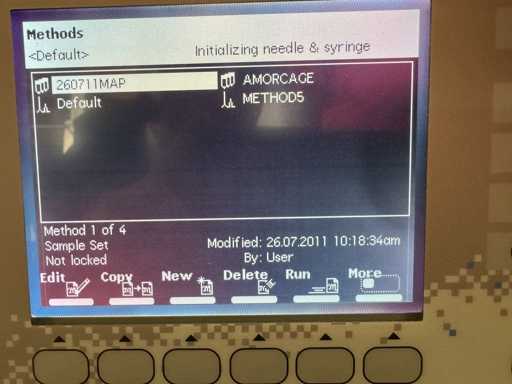 Methods
<Default> Initializing needle & syringe
260711MAP AMORCAGE
Default METHOD5
Method 1 of 4
Sample Set Modified: 26.07.2011 10:18:34am
Not locked By: User
Edit Copy New Delete Run More